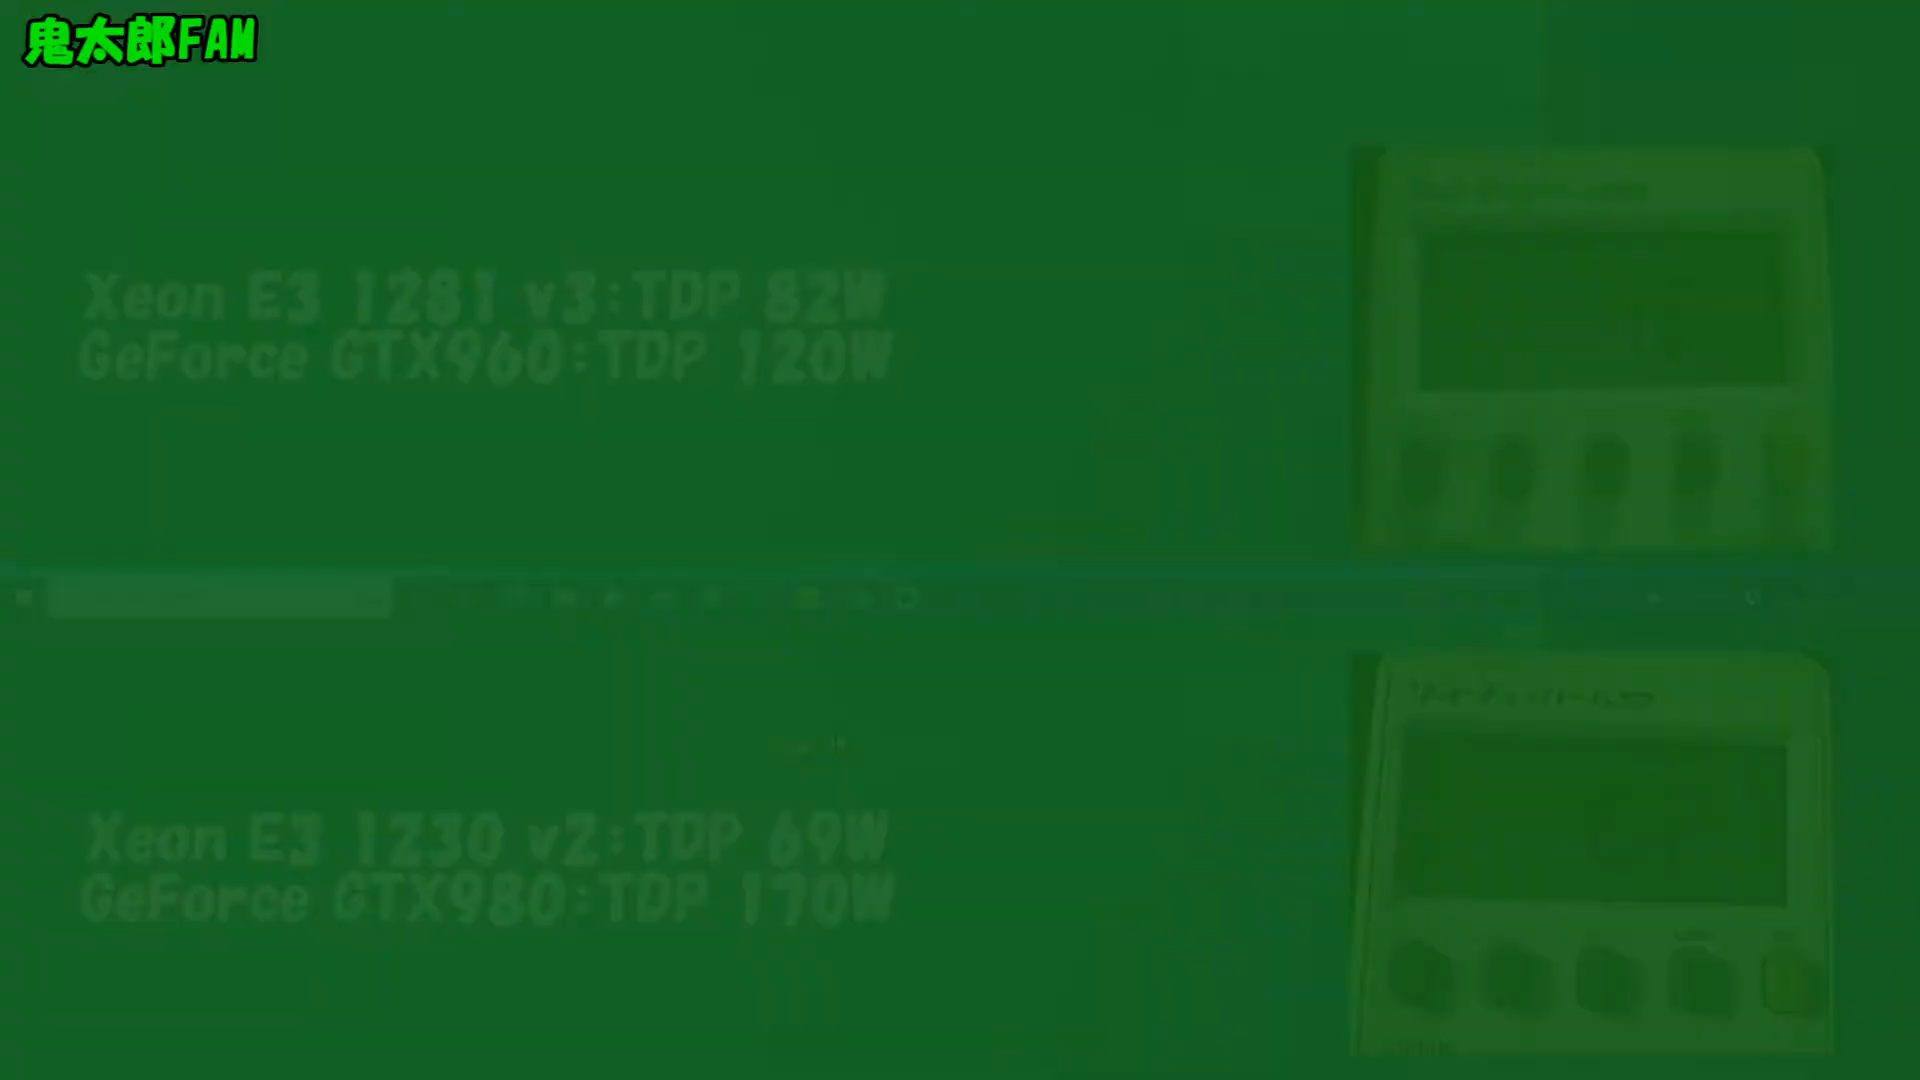 鬼太郎FAM
Xeon E3 1281 v3:TDP 82W
GeForce GTX960:TDP 120W
Xeon E3 1230 v2:TDP 69W
GeForce GTX980:TDP 170W